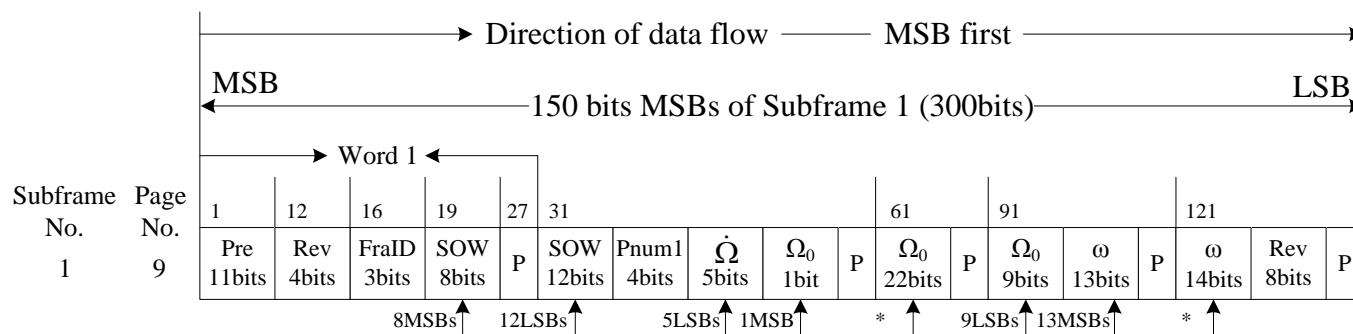 Direction of data flow MSB first
MSB LSB
150 bits MSBs of Subframe 1 (300bits)
Word 1
Subframe No. Page No. 1 12 16 19 27 31 61 91 121
1 9 Pre 11bits Rev 4bits FraID 3bits SOW 8bits P SOW 12bits Pnum1 4bits Ω̇ 5bits Ω₀ 1bit P Ω₀ 22bits P Ω₀ 9bits ω 13bits P ω 14bits Rev 8bits P
8MSBs 12LSBs 5LSBs 1MSB * 9LSBs 13MSBs *